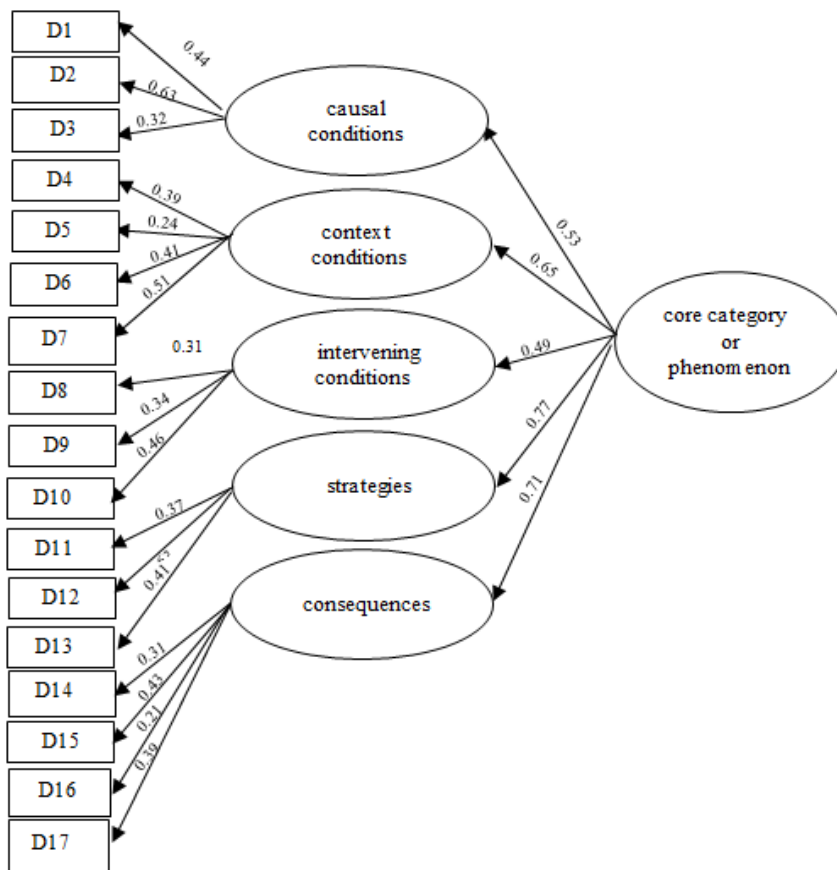 D1
D2
D3
D4
D5
D6
D7
D8
D9
D10
D11
D12
D13
D14
D15
D16
D17
0.44
0.63
0.32
0.39
0.24
0.41
0.51
0.31
0.34
0.46
0.37
0.41
0.31
0.43
0.21
0.39
causal
conditions
context
conditions
intervening
conditions
strategies
consequences
0.53
0.65
0.49
0.77
0.71
core category
or
phenomenon